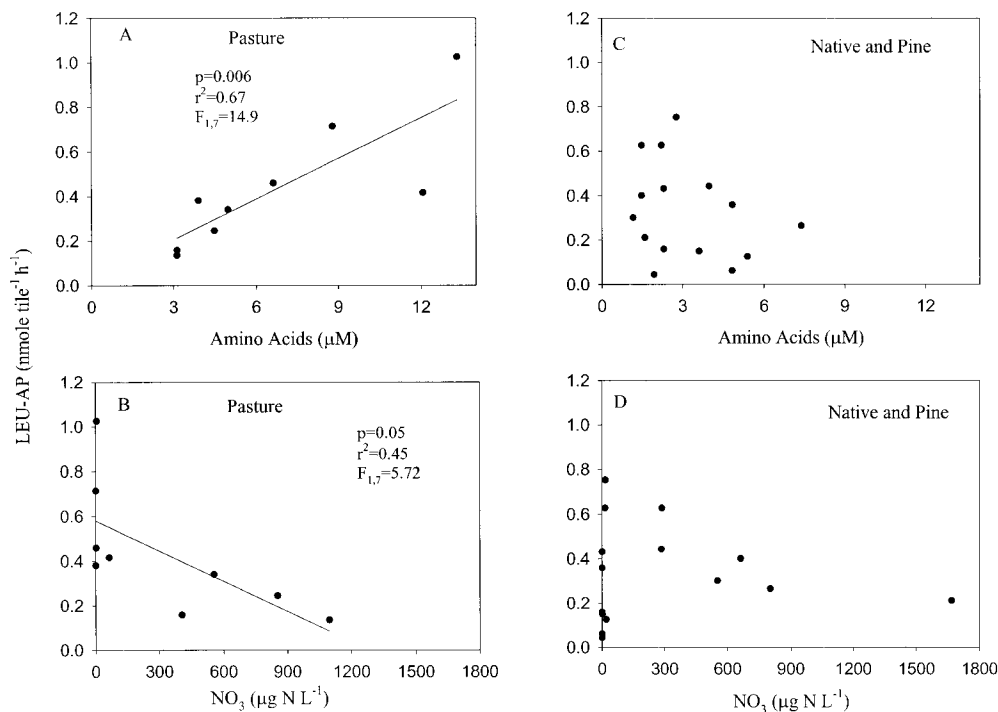 LEU-AP (nmole tile⁻¹ h⁻¹)
A
Pasture
p=0.006
r²=0.67
F₁,₇=14.9
1.2
1.0
0.8
0.6
0.4
0.2
0.0
0 3 6 9 12
Amino Acids (μM)
C
Native and Pine
1.2
1.0
0.8
0.6
0.4
0.2
0.0
0 3 6 9 12
Amino Acids (μM)
B
Pasture
p=0.05
r²=0.45
F₁,₇=5.72
1.2
1.0
0.8
0.6
0.4
0.2
0.0
0 300 600 900 1200 1500 1800
NO₃ (μg N L⁻¹)
D
Native and Pine
1.2
1.0
0.8
0.6
0.4
0.2
0.0
0 300 600 900 1200 1500 1800
NO₃ (μg N L⁻¹)